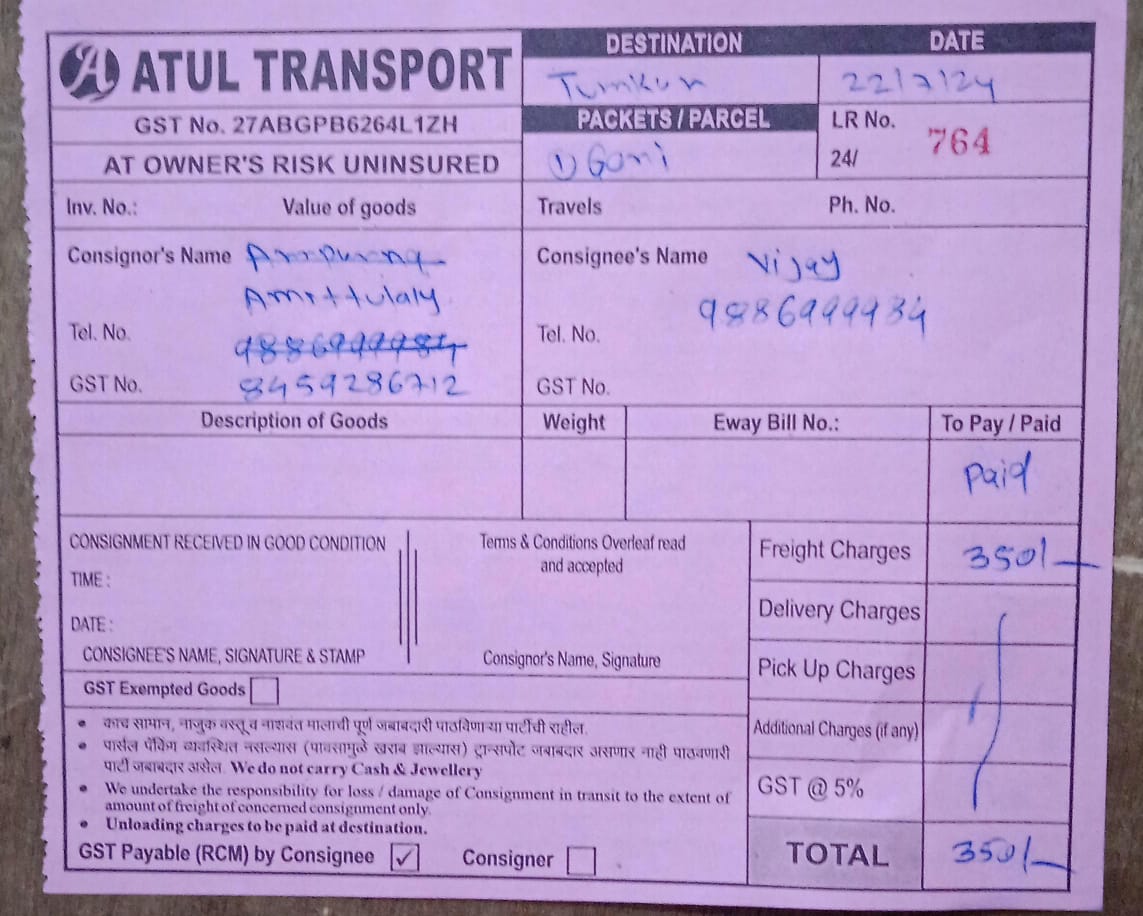 ATUL TRANSPORT
GST No. 27ABGPB6264L1ZH
AT OWNER'S RISK UNINSURED
DESTINATION
Tumkur
DATE
22/7/24
PACKETS / PARCEL
① Goni
LR No.
24/ 764
Inv. No.: Value of goods
Travels Ph. No.
Consignor's Name
Amrttulaly
Tel. No. 9886999984
GST No. 8459286712
Consignee's Name Vijay
9886999934
Tel. No.
GST No.
Description of Goods Weight Eway Bill No.: To Pay / Paid
Paid
CONSIGNMENT RECEIVED IN GOOD CONDITION
TIME :
DATE :
CONSIGNEE'S NAME, SIGNATURE & STAMP
Terms & Conditions Overleaf read
and accepted
Consignor's Name, Signature
GST Exempted Goods
• काच सामान, नाजुक वस्तू व नाशवंत मालाची पूर्ण जबाबदारी पाठविणाऱ्या पार्टीची राहील.
• पार्सल पॅकिंग व्यवस्थित नसल्यास (पावसामुळे खराब झाल्यास) ट्रान्सपोट जबाबदार असणार नाही पाठवणारी
पार्टी जबाबदार असेल. We do not carry Cash & Jewellery
• We undertake the responsibility for loss / damage of Consignment in transit to the extent of
amount of freight of concerned consignment only.
• Unloading charges to be paid at destination.
GST Payable (RCM) by Consignee ✓ Consigner
Freight Charges 350/-
Delivery Charges
Pick Up Charges
Additional Charges (if any)
GST @ 5%
TOTAL 350/-